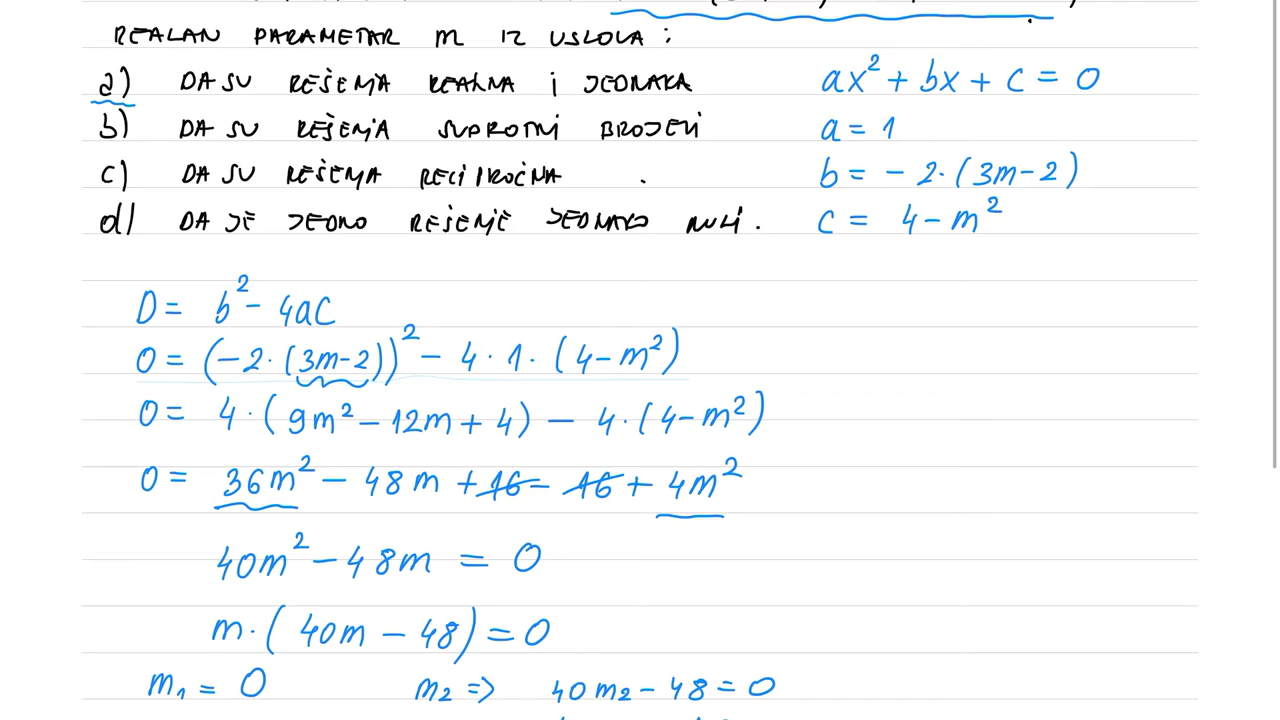 REALAN PARAMETAR m IZ USLOVA :
a) DA SU REŠENJA REALNA i JEDNAKA
b) DA SU REŠENJA SUPROTNI BROJEVI
c) DA SU REŠENJA RECIPROČNA .
d) DA JE JEDNO REŠENJE JEDNAKO NULI .
ax² + bx + c = 0
a = 1
b = - 2·(3m-2)
c = 4-m²
D = b² - 4ac
0 = (-2·(3m-2))² - 4·1·(4-m²)
0 = 4·(9m² - 12m + 4) - 4·(4-m²)
0 = 36m² - 48m + 16 - 16 + 4m²
40m² - 48m = 0
m·(40m - 48) = 0
m₁ = 0 m₂ => 40m₂ - 48 = 0